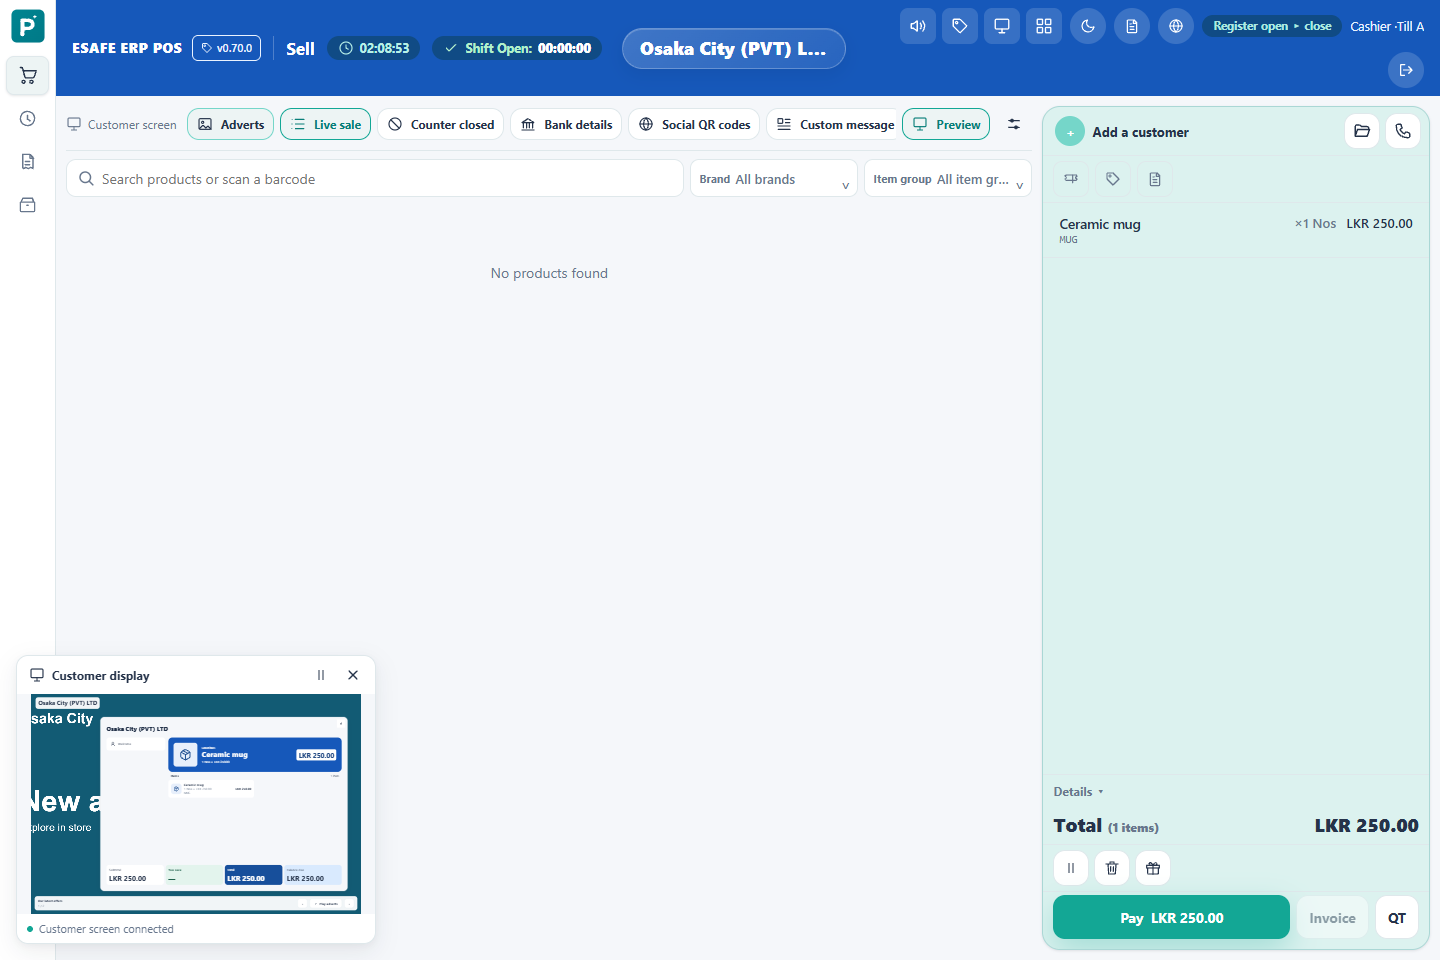 P
ESAFE ERP POS
v0.70.0
Sell
02:08:53
Shift Open: 00:00:00
Osaka City (PVT) L...
Register open ▸ close
Cashier ·Till A
Customer screen
Adverts
Live sale
Counter closed
Bank details
Social QR codes
Custom message
Preview
Search products or scan a barcode
Brand All brands
Item group All item gr...
No products found
+ Add a customer
Ceramic mug ×1 Nos LKR 250.00
MUG
Details
Total (1 items) LKR 250.00
Pay LKR 250.00
Invoice
QT
Customer display
Osaka City (PVT) LTD
saka City
Osaka City (PVT) LTD
Ceramic mug
LKR 250.00
New a
plore in store
LKR 250.00
—
LKR 250.00
LKR 250.00
Customer screen connected